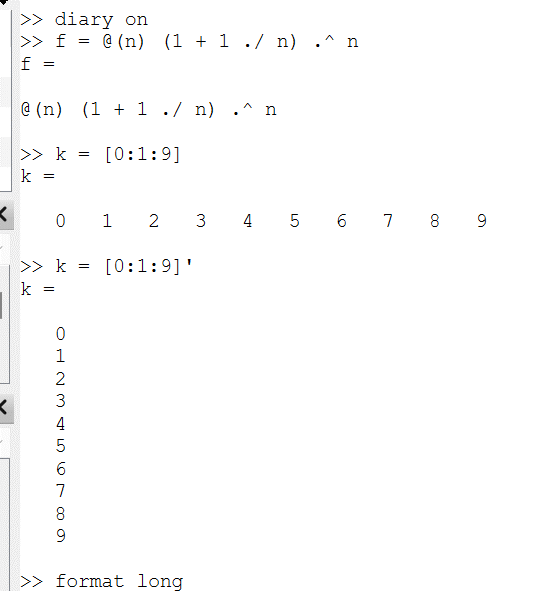 >> diary on
>> f = @(n) (1 + 1 ./ n) .^ n
f =
@(n) (1 + 1 ./ n) .^ n
>> k = [0:1:9]
k =
0 1 2 3 4 5 6 7 8 9
>> k = [0:1:9]'
k =
0
1
2
3
4
5
6
7
8
9
>> format long